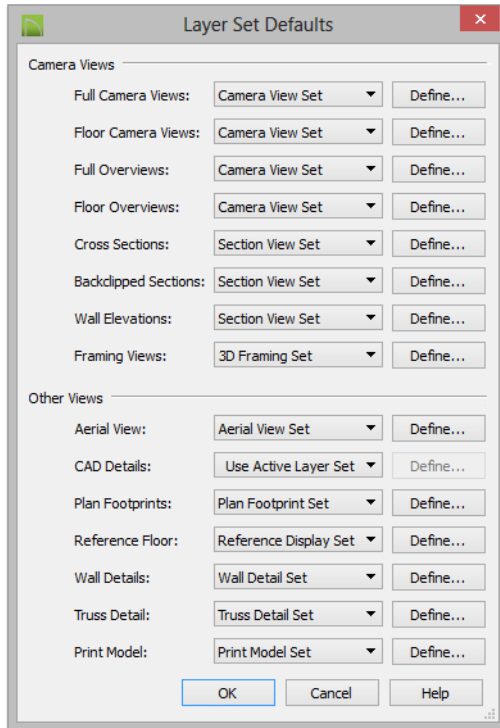 Layer Set Defaults
Camera Views
Full Camera Views: Camera View Set Define...
Floor Camera Views: Camera View Set Define...
Full Overviews: Camera View Set Define...
Floor Overviews: Camera View Set Define...
Cross Sections: Section View Set Define...
Backclipped Sections: Section View Set Define...
Wall Elevations: Section View Set Define...
Framing Views: 3D Framing Set Define...
Other Views
Aerial View: Aerial View Set Define...
CAD Details: Use Active Layer Set Define...
Plan Footprints: Plan Footprint Set Define...
Reference Floor: Reference Display Set Define...
Wall Details: Wall Detail Set Define...
Truss Detail: Truss Detail Set Define...
Print Model: Print Model Set Define...
OK Cancel Help